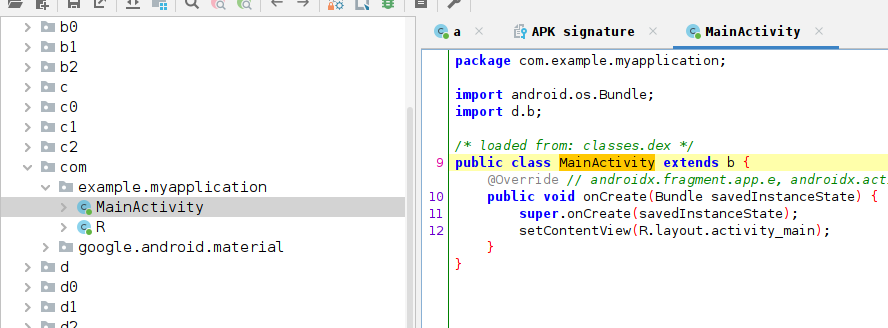 b0
b1
b2
c
c0
c1
c2
com
example.myapplication
MainActivity
R
google.android.material
d
d0
d1
d2
a
APK signature
MainActivity
package com.example.myapplication;
import android.os.Bundle;
import d.b;
/* loaded from: classes.dex */
9 public class MainActivity extends b {
@Override // androidx.fragment.app.e, androidx.act
10 public void onCreate(Bundle savedInstanceState) {
11 super.onCreate(savedInstanceState);
12 setContentView(R.layout.activity_main);
}
}